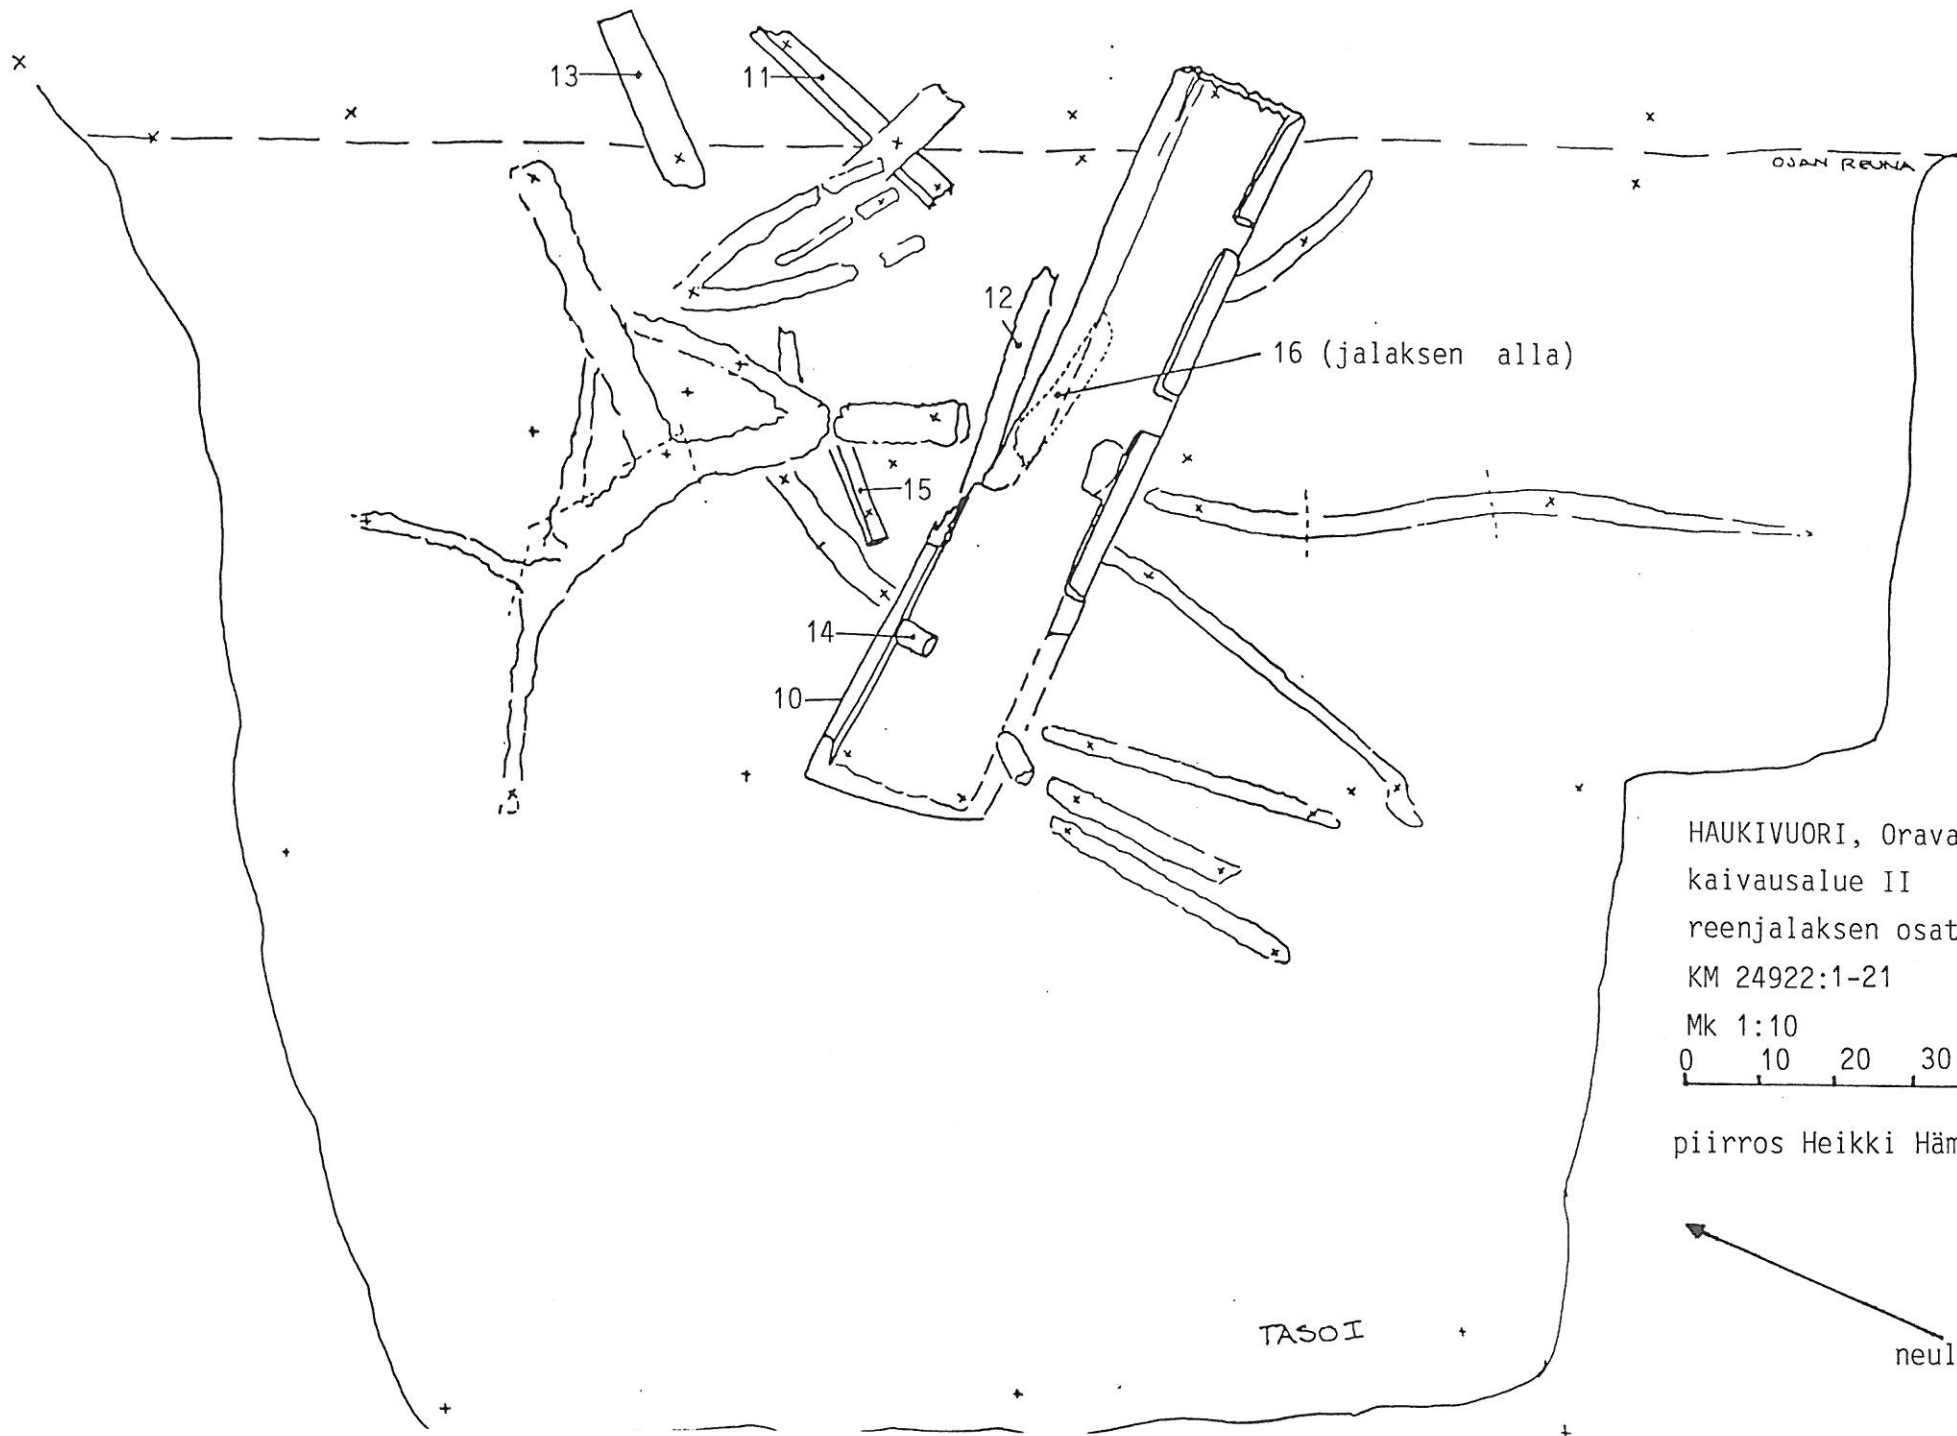 13
11
OJAN REUNA
12
16 (jalaksen alla)
15
14
10
HAUKIVUORI, Orava
kaivausalue II
reenjalaksen osat
KM 24922:1-21
Mk 1:10
0 10 20 30
piirros Heikki Häm
TASO I
neul